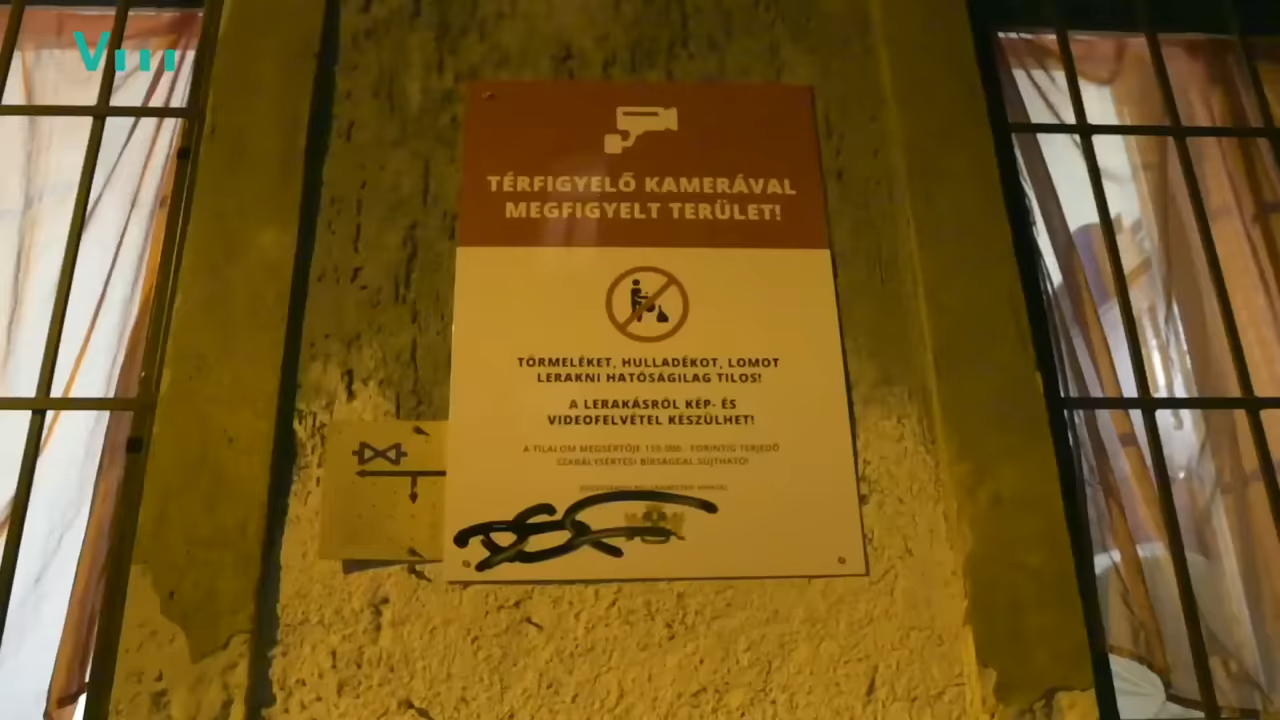 TÉRFIGYELŐ KAMERÁVAL
MEGFIGYELT TERÜLET!
TÖRMELÉKET, HULLADÉKOT, LOMOT
LERAKNI HATÓSÁGILAG TILOS!
A LERAKÁSRÓL KÉP- ÉS
VIDEOFELVÉTEL KÉSZÜLHET!
A TILALOM MEGSÉRTŐJE 150 000 - FORINTIG TERJEDŐ
SZABÁLYSÉRTÉSI BÍRSÁGGAL SÚJTHATÓ!